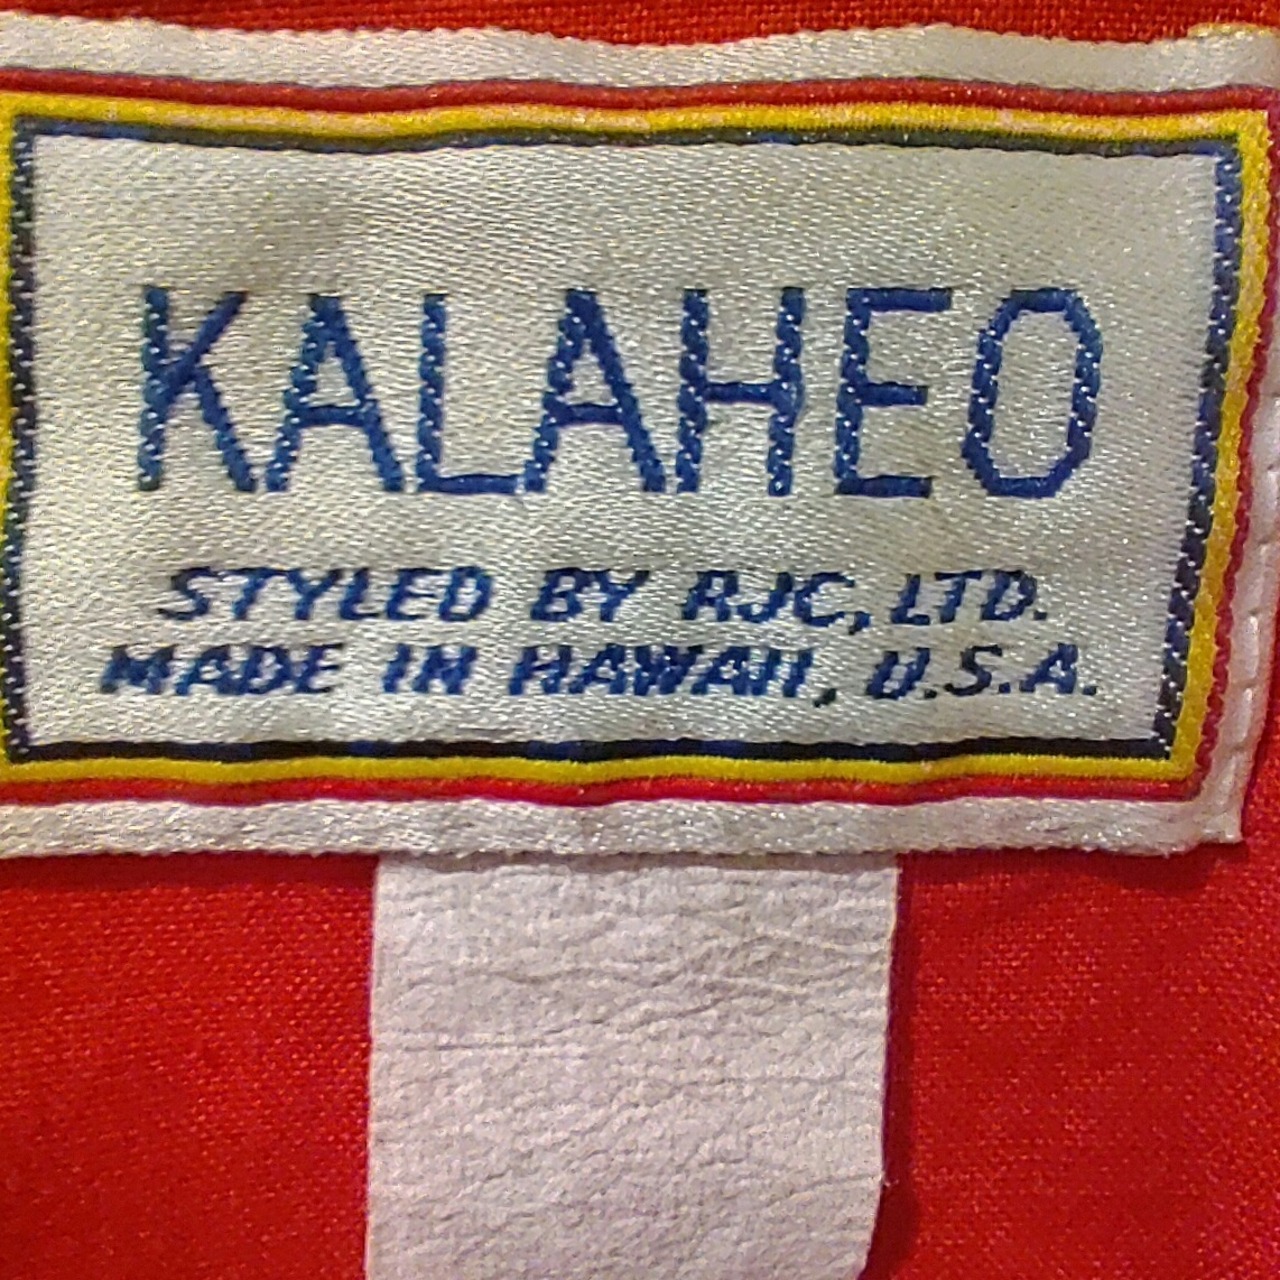 KALAHEO
STYLED BY RJC, LTD.
MADE IN HAWAII, U.S.A.